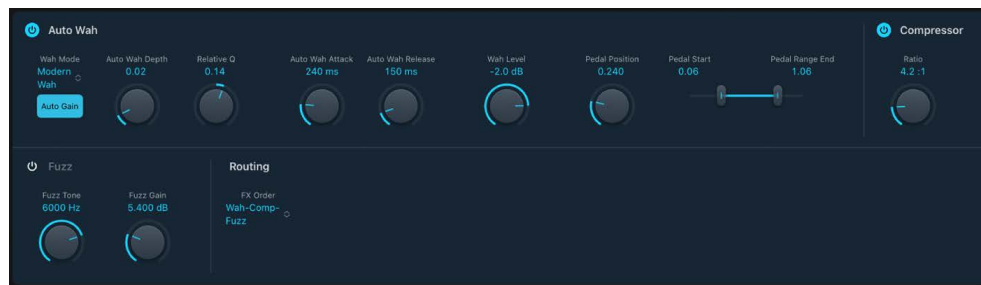 Auto Wah
Compressor
Wah Mode
Modern
Wah
Auto Gain
Auto Wah Depth
0.02
Relative Q
0.14
Auto Wah Attack
240 ms
Auto Wah Release
150 ms
Wah Level
-2.0 dB
Pedal Position
0.240
Pedal Start
0.06
Pedal Range End
1.06
Ratio
4.2 :1
Fuzz
Routing
Fuzz Tone
6000 Hz
Fuzz Gain
5.400 dB
FX Order
Wah-Comp-
Fuzz